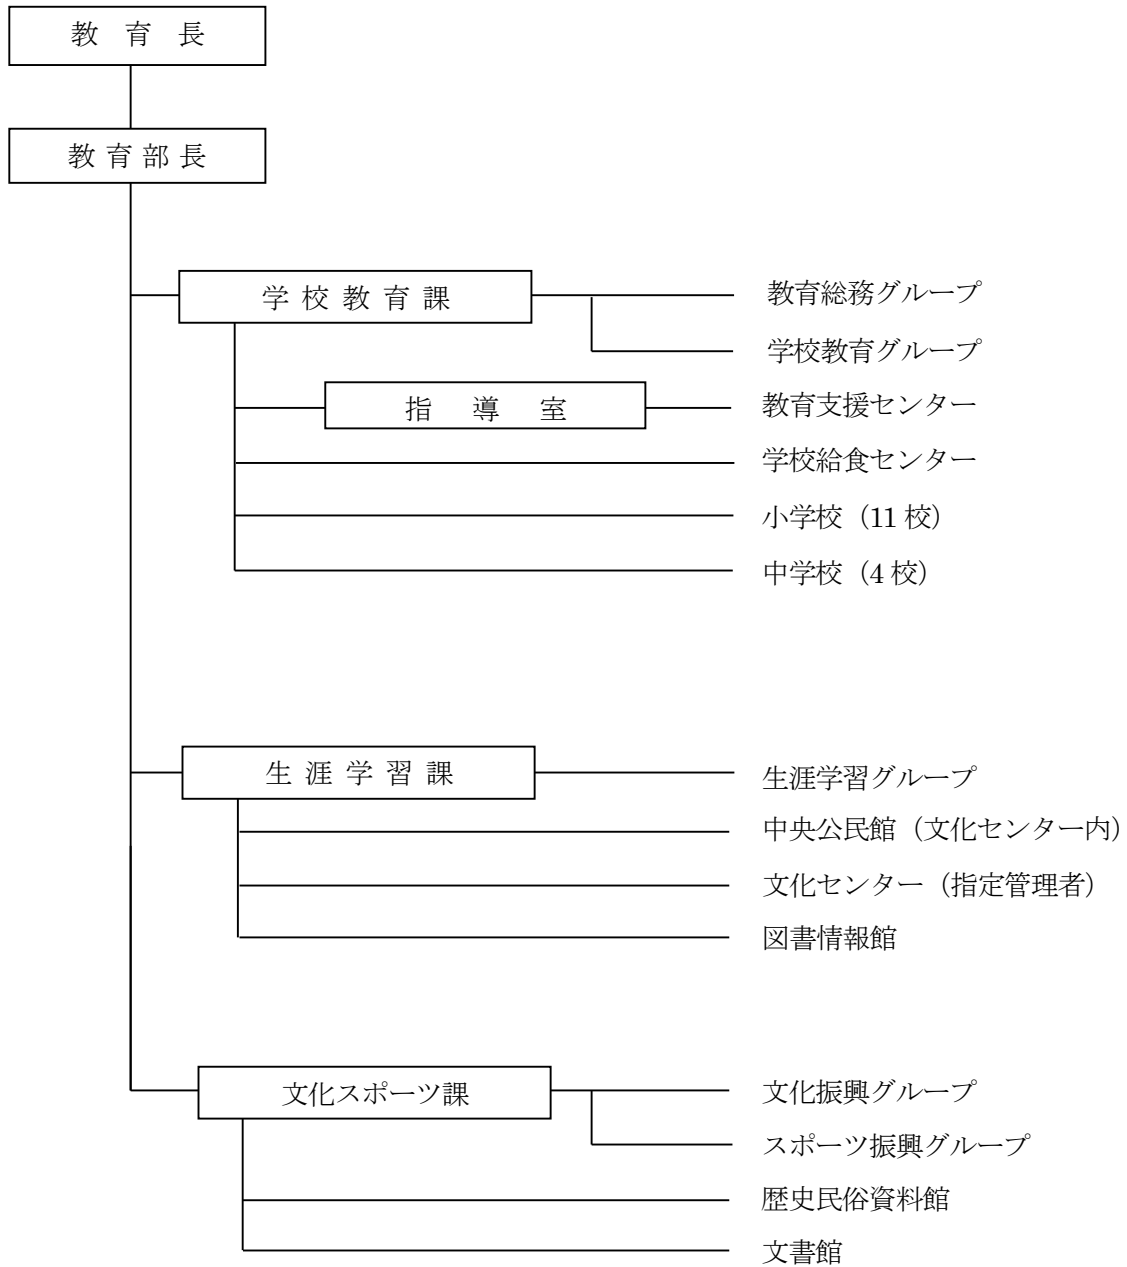 教育長
教育部長
学校教育課
教育総務グループ
学校教育グループ
指導室
教育支援センター
学校給食センター
小学校（11 校）
中学校（4 校）
生涯学習課
生涯学習グループ
中央公民館（文化センター内）
文化センター（指定管理者）
図書情報館
文化スポーツ課
文化振興グループ
スポーツ振興グループ
歴史民俗資料館
文書館